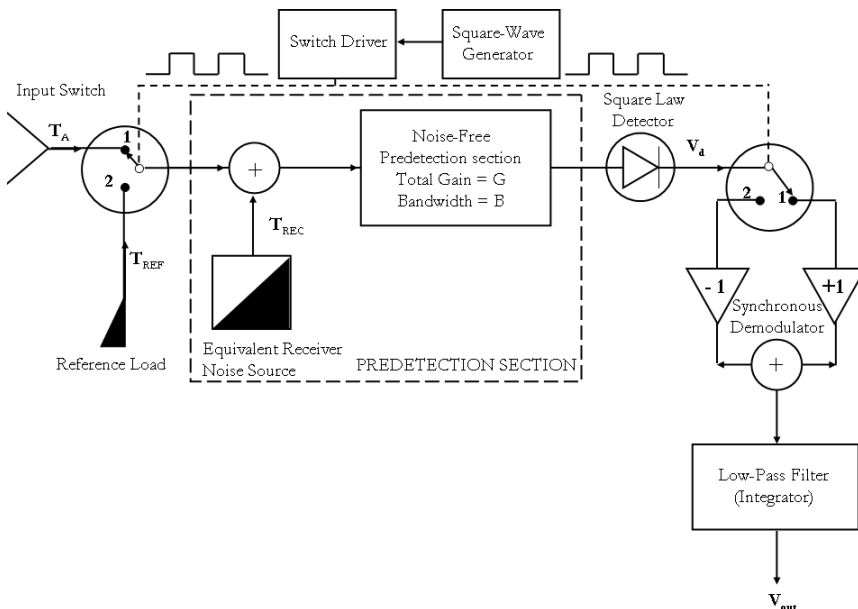 Switch Driver
Square-Wave
Generator
Input Switch
Square Law
Detector
T_A
1
2
Noise-Free
Predetection section
Total Gain = G
Bandwidth = B
V_d
2
1
+
T_REC
T_REF
- 1
+1
Synchronous
Demodulator
Equivalent Receiver
Noise Source
PREDETECTION SECTION
Reference Load
+
Low-Pass Filter
(Integrator)
V_out